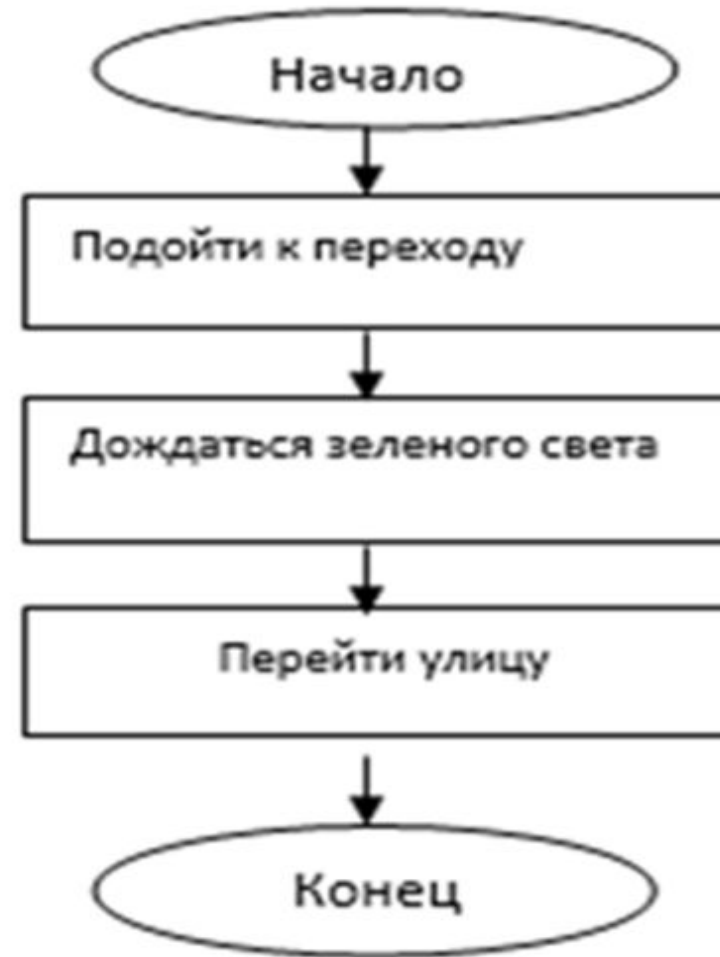 Начало
Подойти к переходу
Дождаться зеленого света
Перейти улицу
Конец